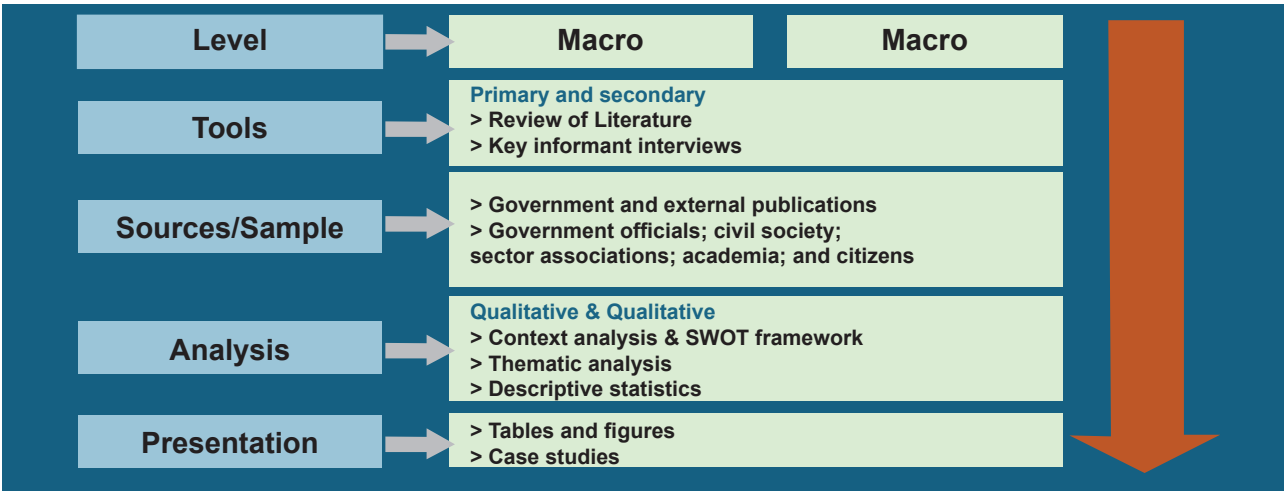 Level
Macro
Macro
Tools
Primary and secondary
> Review of Literature
> Key informant interviews
Sources/Sample
> Government and external publications
> Government officials; civil society;
sector associations; academia; and citizens
Analysis
Qualitative & Qualitative
> Context analysis & SWOT framework
> Thematic analysis
> Descriptive statistics
Presentation
> Tables and figures
> Case studies